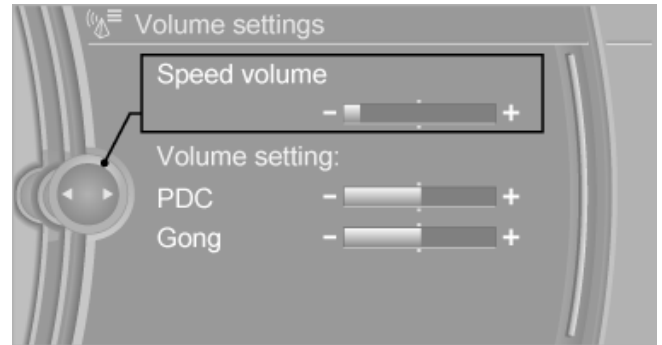 Volume settings
Speed volume
- +
Volume setting:
PDC - +
Gong - +